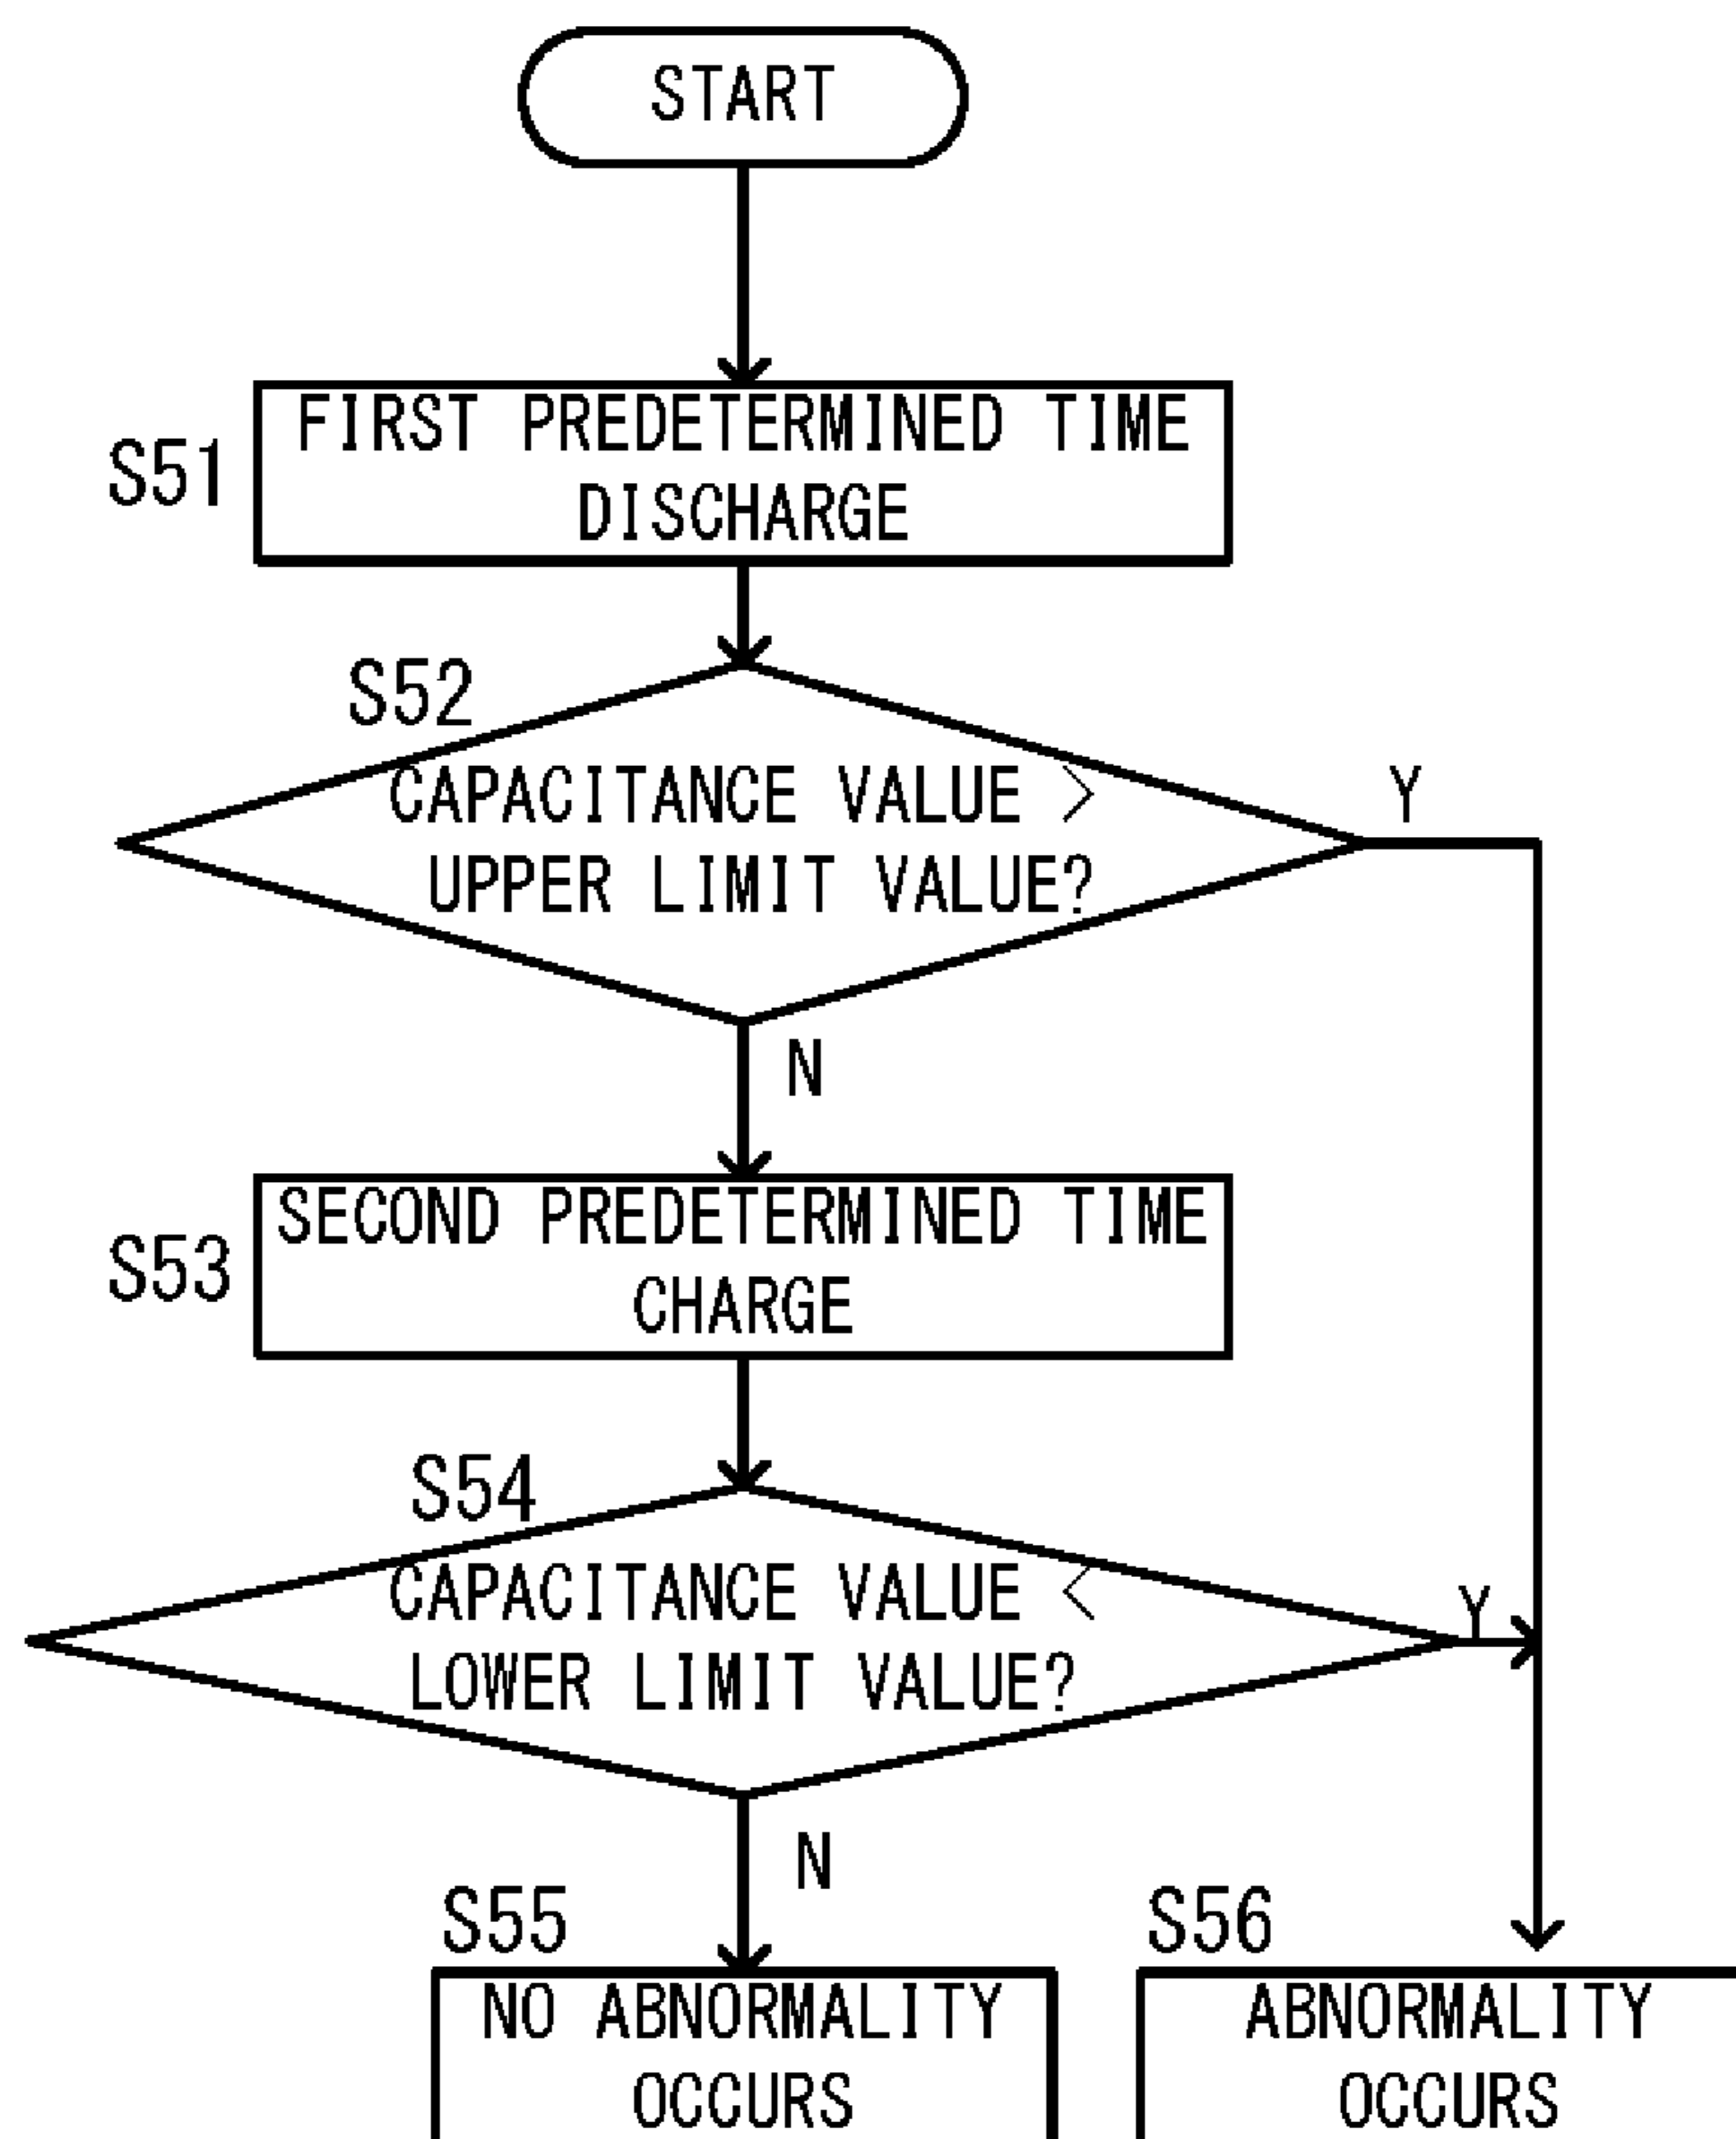 START
S51
FIRST PREDETERMINED TIME
DISCHARGE
S52
CAPACITANCE VALUE >
UPPER LIMIT VALUE?
Y
N
S53
SECOND PREDETERMINED TIME
CHARGE
S54
CAPACITANCE VALUE <
LOWER LIMIT VALUE?
Y
N
S55
NO ABNORMALITY
OCCURS
S56
ABNORMALITY
OCCURS